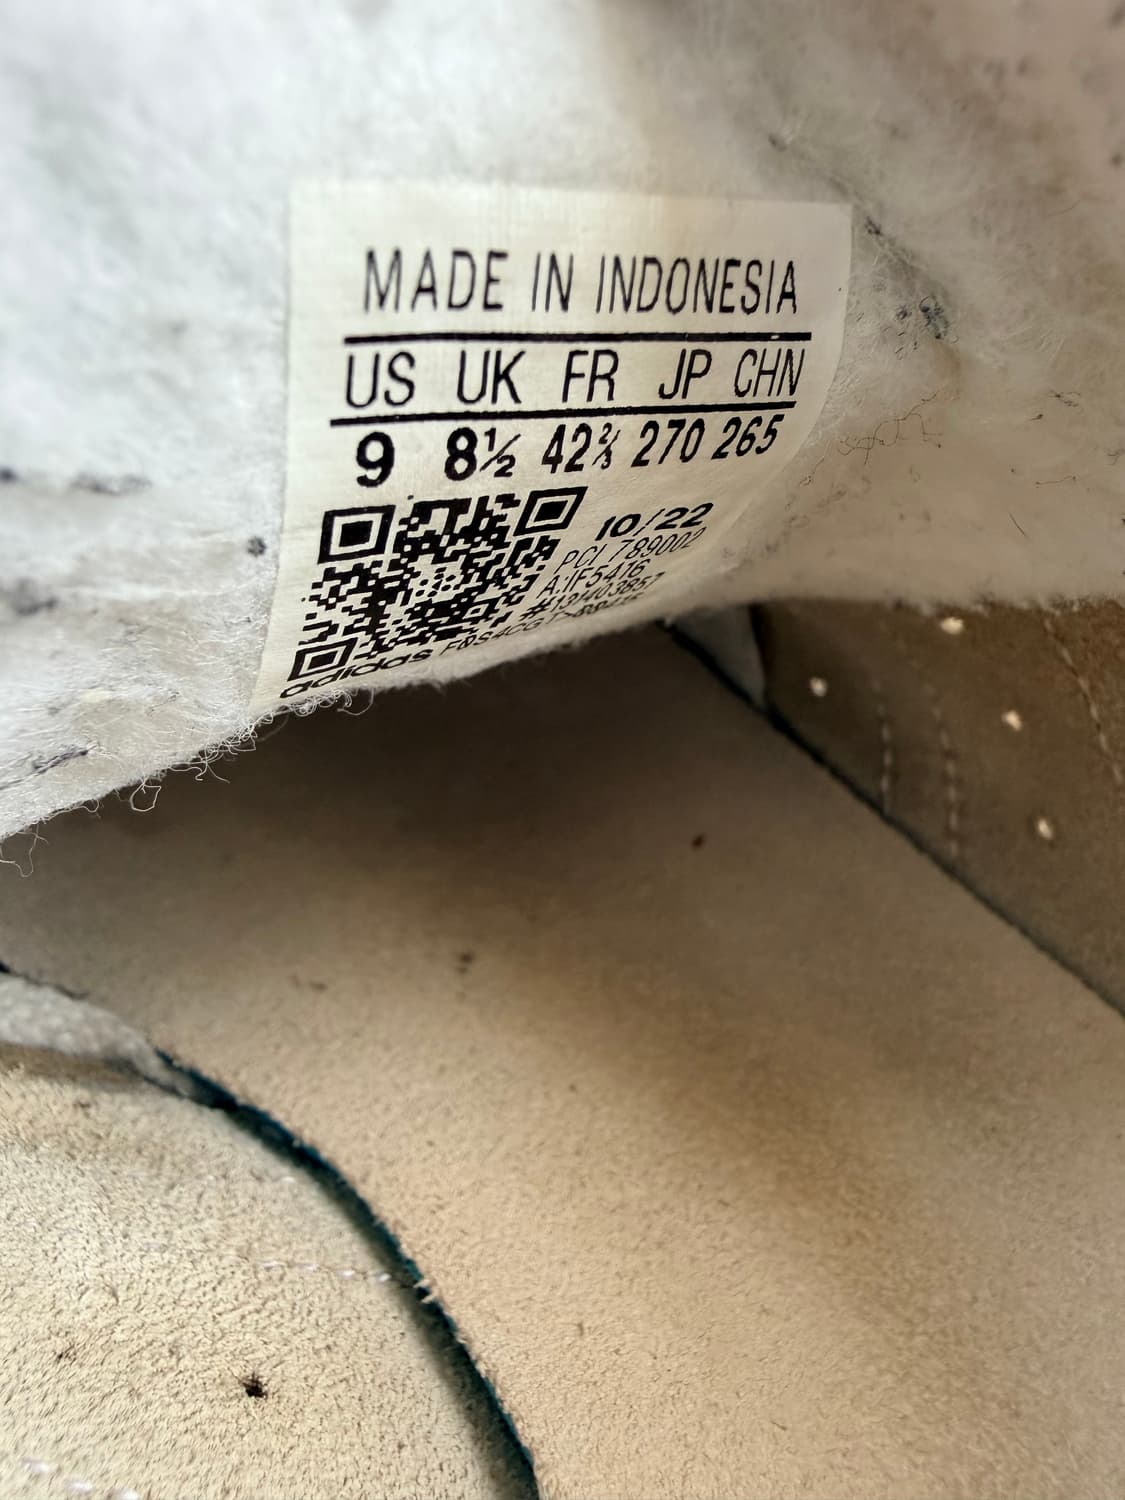 MADE IN INDONESIA
US UK FR JP CHN
9 8½ 42⅔ 270 265
10/22
PCI 789002
#131403857
adidas